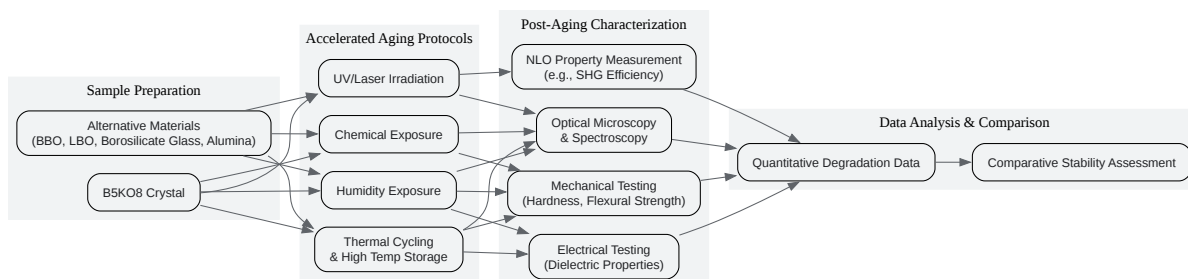 Sample Preparation
Alternative Materials
(BBO, LBO, Borosilicate Glass, Alumina)
B5KO8 Crystal
Accelerated Aging Protocols
UV/Laser Irradiation
Chemical Exposure
Humidity Exposure
Thermal Cycling
& High Temp Storage
Post-Aging Characterization
NLO Property Measurement
(e.g., SHG Efficiency)
Optical Microscopy
& Spectroscopy
Mechanical Testing
(Hardness, Flexural Strength)
Electrical Testing
(Dielectric Properties)
Data Analysis & Comparison
Quantitative Degradation Data
Comparative Stability Assessment